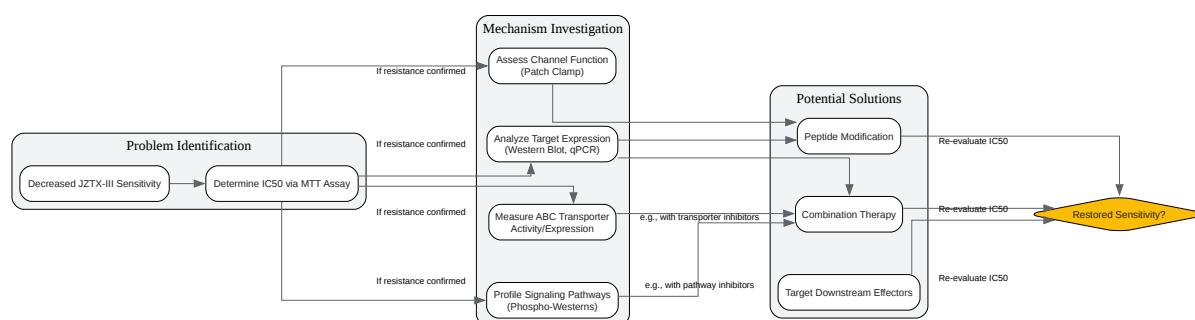 Problem Identification
Decreased JZTX-III Sensitivity
Determine IC50 via MTT Assay
If resistance confirmed
If resistance confirmed
If resistance confirmed
If resistance confirmed
Mechanism Investigation
Assess Channel Function
(Patch Clamp)
Analyze Target Expression
(Western Blot, qPCR)
Measure ABC Transporter
Activity/Expression
Profile Signaling Pathways
(Phospho-Westerns)
e.g., with transporter inhibitors
e.g., with pathway inhibitors
Potential Solutions
Peptide Modification
Combination Therapy
Target Downstream Effectors
Re-evaluate IC50
Re-evaluate IC50
Re-evaluate IC50
Restored Sensitivity?